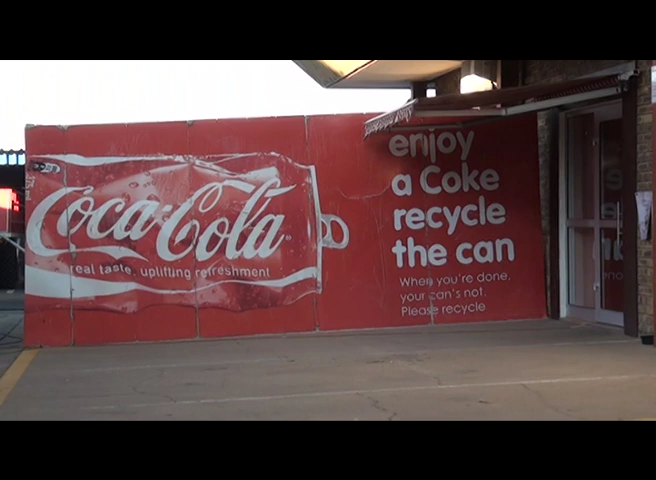 Coca-Cola
real taste. uplifting refreshment
enjoy
a Coke
recycle
the can
When you're done.
your can's not.
Please recycle